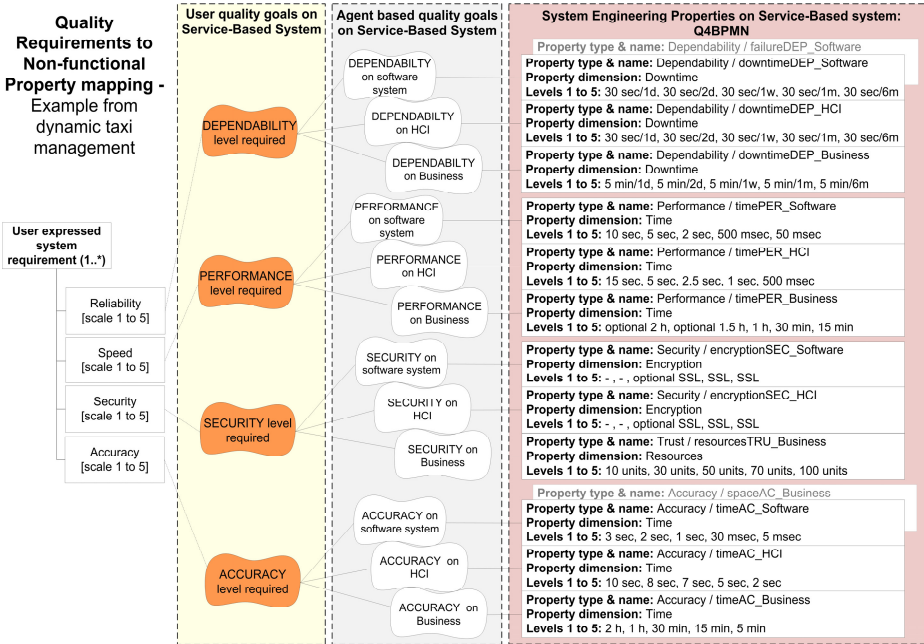 Quality
Requirements to
Non-functional
Property mapping -
Example from
dynamic taxi
management
User expressed
system
requirement (1..*)
Reliability
[scale 1 to 5]
Speed
[scale 1 to 5]
Security
[scale 1 to 5]
Accuracy
[scale 1 to 5]
User quality goals on
Service-Based System
DEPENDABILITY
level required
PERFORMANCE
level required
SECURITY level
required
ACCURACY
level required
Agent based quality goals
on Service-Based System
DEPENDABILTY
on software
system
DEPENDABILTY
on HCI
DEPENDABILTY
on Business
PERFORMANCE
on software
system
PERFORMANCE
on HCI
PERFORMANCE
on Business
SECURITY on
software system
SECURITY on
HCI
SECURITY on
Business
ACCURACY on
software system
ACCURACY on
HCI
ACCURACY on
Business
System Engineering Properties on Service-Based system:
Q4BPMN
Property type & name: Dependability / failureDEP_Software
Property type & name: Dependability / downtimeDEP_Software
Property dimension: Downtime
Levels 1 to 5: 30 sec/1d, 30 sec/2d, 30 sec/1w, 30 sec/1m, 30 sec/6m
Property type & name: Dependability / downtimeDEP_HCI
Property dimension: Downtime
Levels 1 to 5: 30 sec/1d, 30 sec/2d, 30 sec/1w, 30 sec/1m, 30 sec/6m
Property type & name: Dependability / downtimeDEP_Business
Property dimension: Downtime
Levels 1 to 5: 5 min/1d, 5 min/2d, 5 min/1w, 5 min/1m, 5 min/6m
Property type & name: Performance / timePER_Software
Property dimension: Time
Levels 1 to 5: 10 sec, 5 sec, 2 sec, 500 msec, 50 msec
Property type & name: Performance / timePER_HCI
Property dimension: Time
Levels 1 to 5: 15 sec, 5 sec, 2.5 sec, 1 sec, 500 msec
Property type & name: Performance / timePER_Business
Property dimension: Time
Levels 1 to 5: optional 2 h, optional 1.5 h, 1 h, 30 min, 15 min
Property type & name: Security / encryptionSEC_Software
Property dimension: Encryption
Levels 1 to 5: - , - , optional SSL, SSL, SSL
Property type & name: Security / encryptionSEC_HCI
Property dimension: Encryption
Levels 1 to 5: -, -, optional SSL, SSL, SSL
Property type & name: Trust / resourcesTRU_Business
Property dimension: Resources
Levels 1 to 5: 10 units, 30 units, 50 units, 70 units, 100 units
Property type & name: Accuracy / spaceAC_Business
Property type & name: Accuracy / timeAC_Software
Property dimension: Time
Levels 1 to 5: 3 sec, 2 sec, 1 sec, 30 msec, 5 msec
Property type & name: Accuracy / timeAC_HCI
Property dimension: Time
Levels 1 to 5: 10 sec, 8 sec, 7 sec, 5 sec, 2 sec
Property type & name: Accuracy / timeAC_Business
Property dimension: Time
Levels 1 to 5: 2 h, 1 h, 30 min, 15 min, 5 min